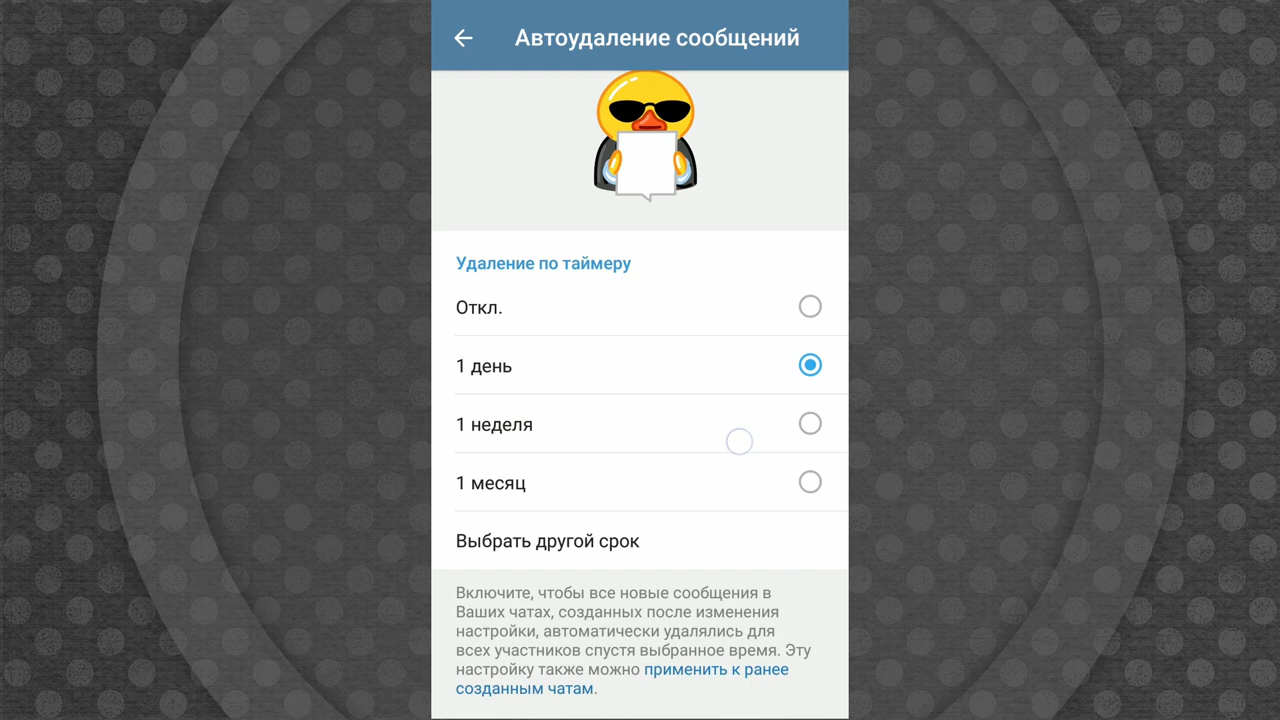 Автоудаление сообщений
Удаление по таймеру
Откл.
1 день
1 неделя
1 месяц
Выбрать другой срок
Включите, чтобы все новые сообщения в
Ваших чатах, созданных после изменения
настройки, автоматически удалялись для
всех участников спустя выбранное время. Эту
настройку также можно применить к ранее
созданным чатам.